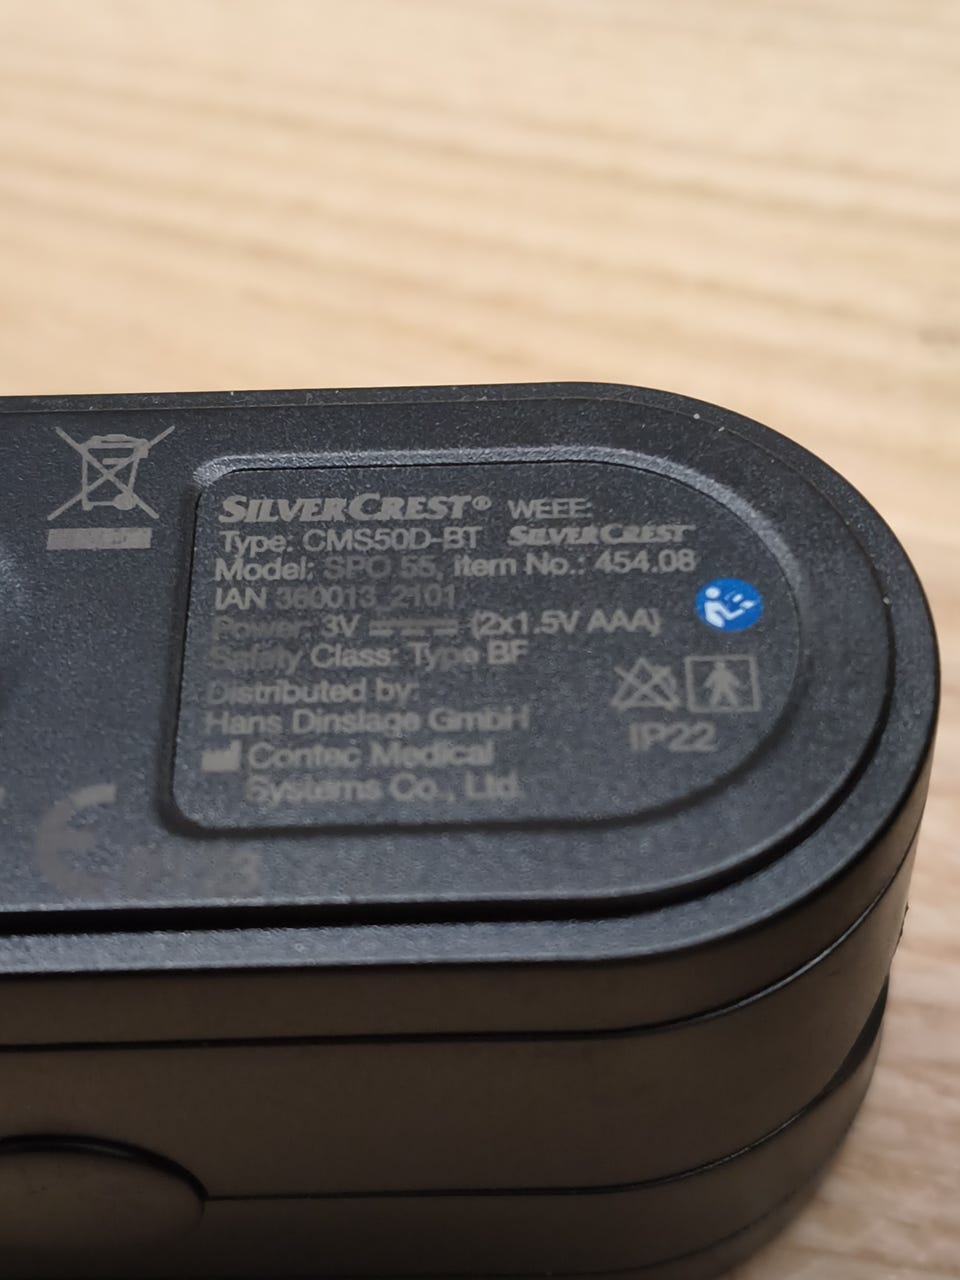 SILVERCREST® WEEE:
Type: CMS50D-BT SILVERCREST
Model: SPO 55, Item No.: 454.08
IAN 360013_2101
Power: 3V (2x1.5V AAA)
Safety Class: Type BF
Distributed by:
Hans Dinslage GmbH
Contec Medical
Systems Co., Ltd.
IP22